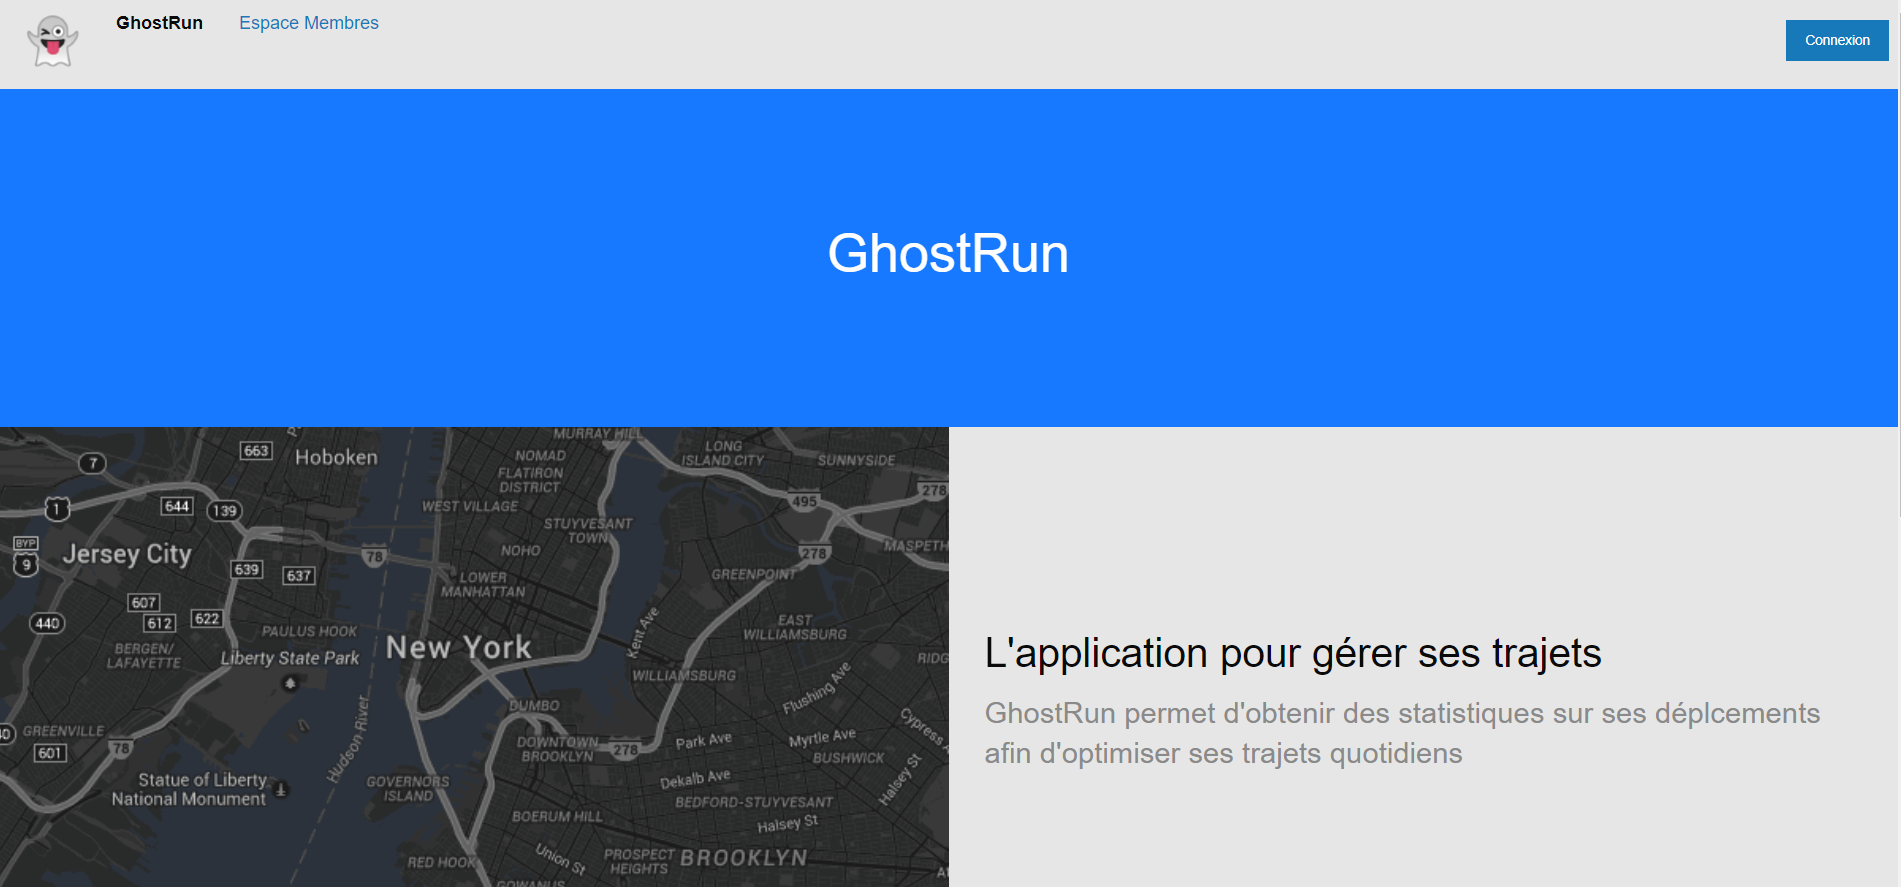 GhostRun
Espace Membres
Connexion
GhostRun
MURRAY HILL
663
Hoboken
7
NOMAD
FLATIRON
DISTRICT
LONG
ISLAND CITY
SUNNYSIDE
278
495
1
644
139
WEST VILLAGE
STUYVESANT
TOWN
BYP
9
Jersey City
78
NOHO
278
MASPETH
639
637
LOWER
MANHATTAN
GREENPOINT
607
612
622
440
EAST
WILLIAMSBURG
Kent Ave
PAULUS HOOK
BERGEN/
LAFAYETTE
Liberty State Park
New York
RIDG
WILLIAMSBURG
Flushing Ave
DUMBO
Hudson River
GREENVILLE
601
78
DOWNTOWN
BROOKLYN
278
Park Ave
Myrtle Ave
Cypress A
BUSHWICK
Statue of Liberty
National Monument
GOVERNORS
ISLAND
Dekalb Ave
Halsey St
BEDFORD-STUYVESANT
BOERUM HILL
Halsey St
RED HOOK
Union St
PROSPECT
HEIGHTS
BROOKLYN
GOWANUS
L'application pour gérer ses trajets
GhostRun permet d'obtenir des statistiques sur ses déplcements
afin d'optimiser ses trajets quotidiens